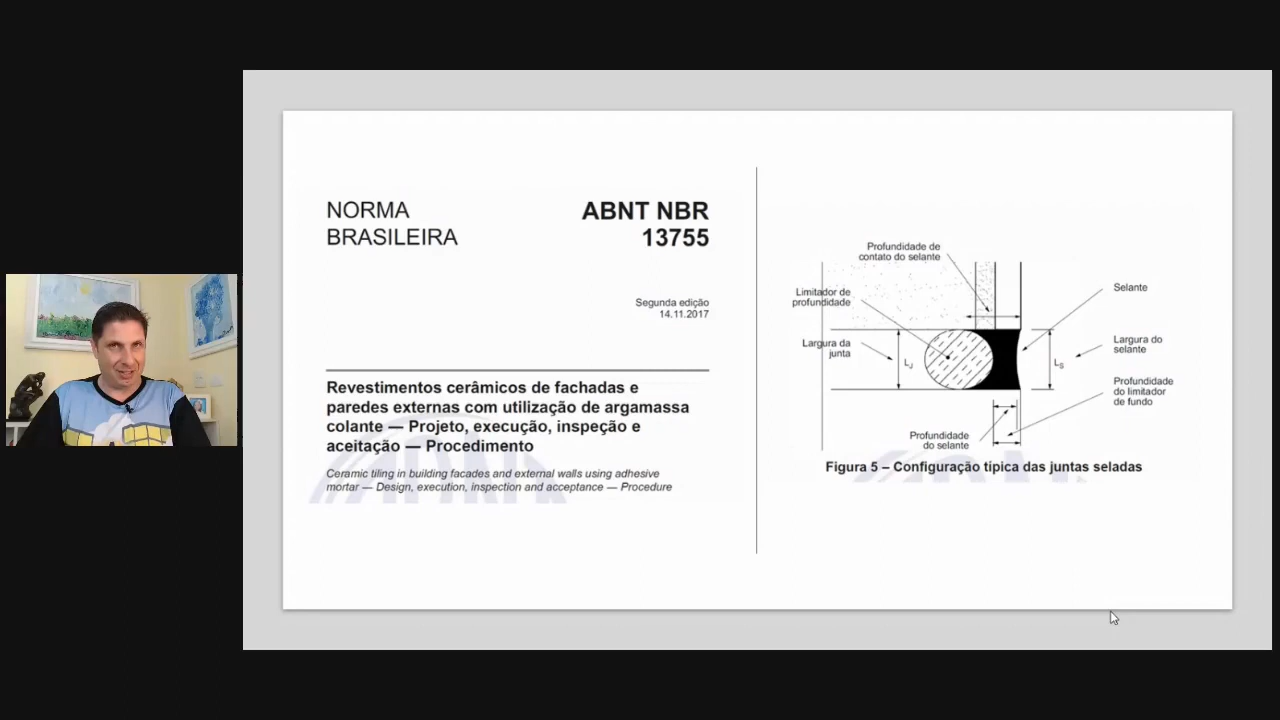 NORMA
BRASILEIRA
ABNT NBR
13755
Segunda edição
14.11.2017
Revestimentos cerâmicos de fachadas e
paredes externas com utilização de argamassa
colante — Projeto, execução, inspeção e
aceitação — Procedimento
Ceramic tiling in building facades and external walls using adhesive
mortar — Design, execution, inspection and acceptance — Procedure
Profundidade de
contato do selante
Limitador de
profundidade
Selante
Largura da
junta
LJ
LS
Largura do
selante
Profundidade
do limitador
de fundo
Profundidade
do selante
Figura 5 – Configuração típica das juntas seladas